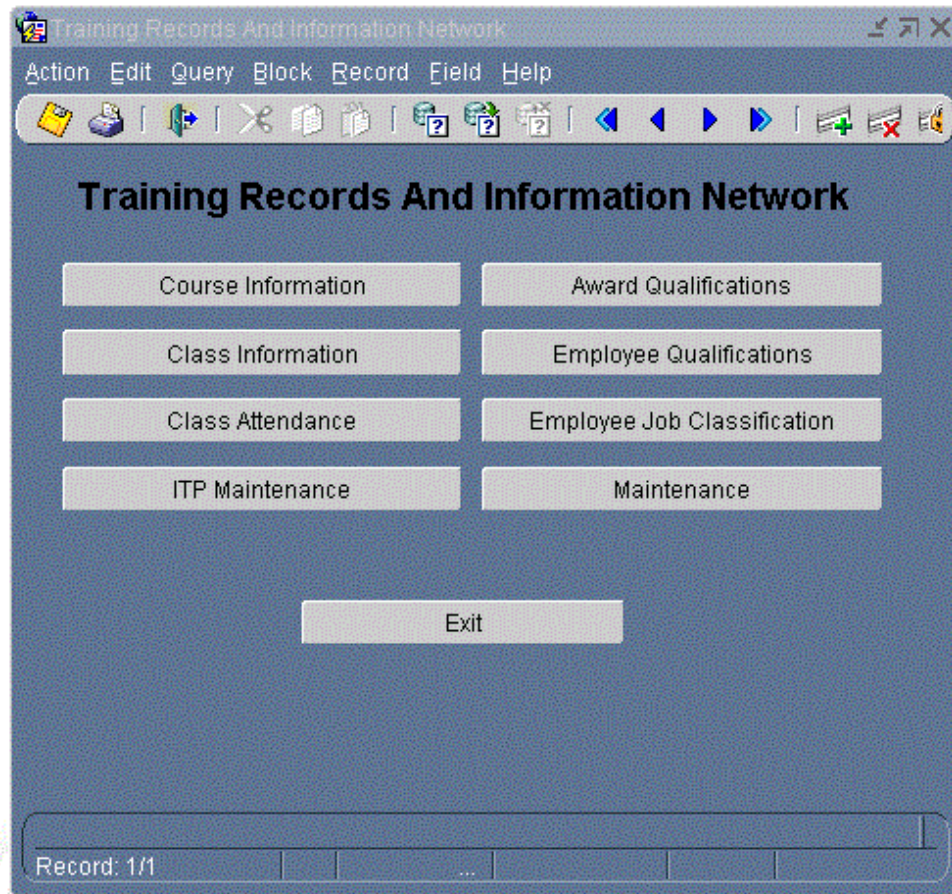 Training Records And Information Network
Action Edit Query Block Record Field Help
Training Records And Information Network
Course Information Award Qualifications
Class Information Employee Qualifications
Class Attendance Employee Job Classification
ITP Maintenance Maintenance
Exit
Record: 1/1 ...